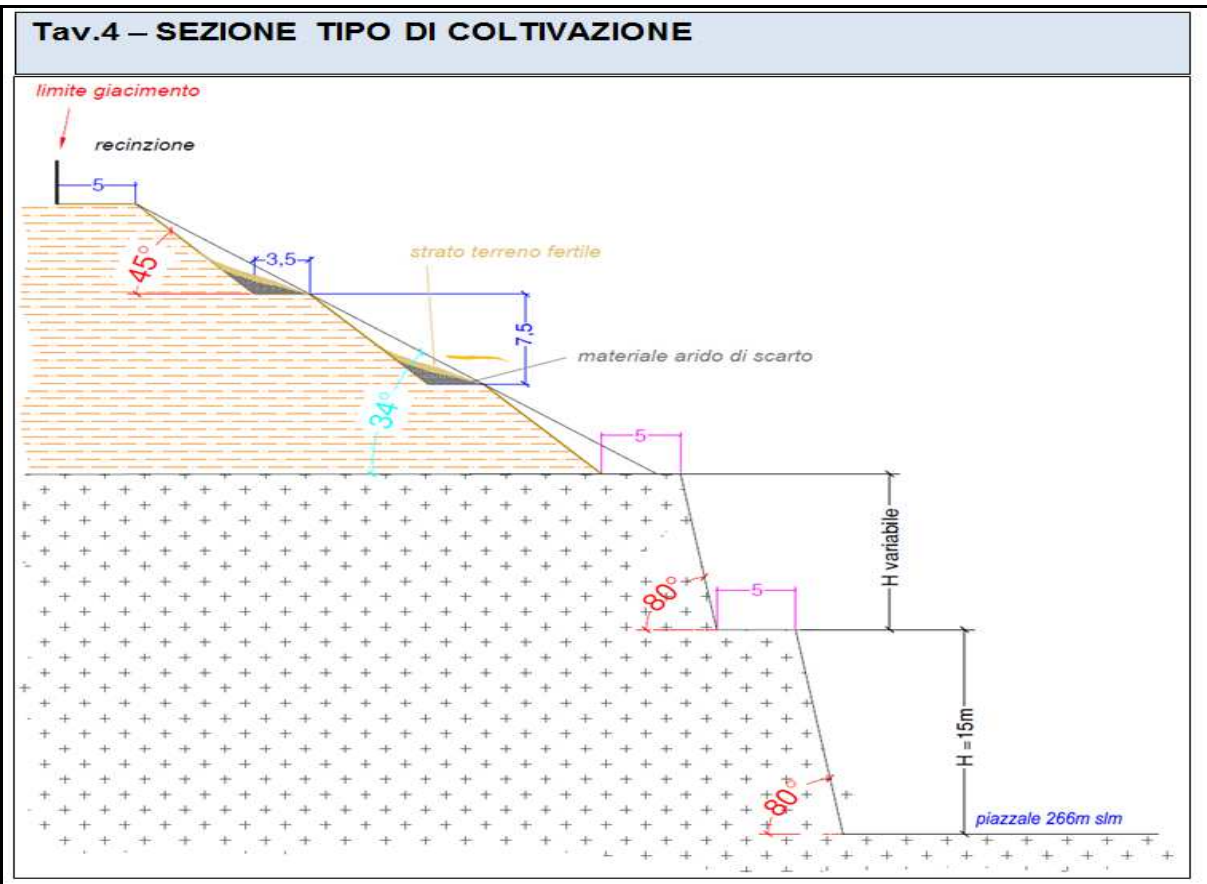 Tav.4 – SEZIONE TIPO DI COLTIVAZIONE
limite giacimento
recinzione
5
45°
3,5
strato terreno fertile
7,5
materiale arido di scarto
34°
5
H variabile
80°
5
H =15m
80°
piazzale 266m slm